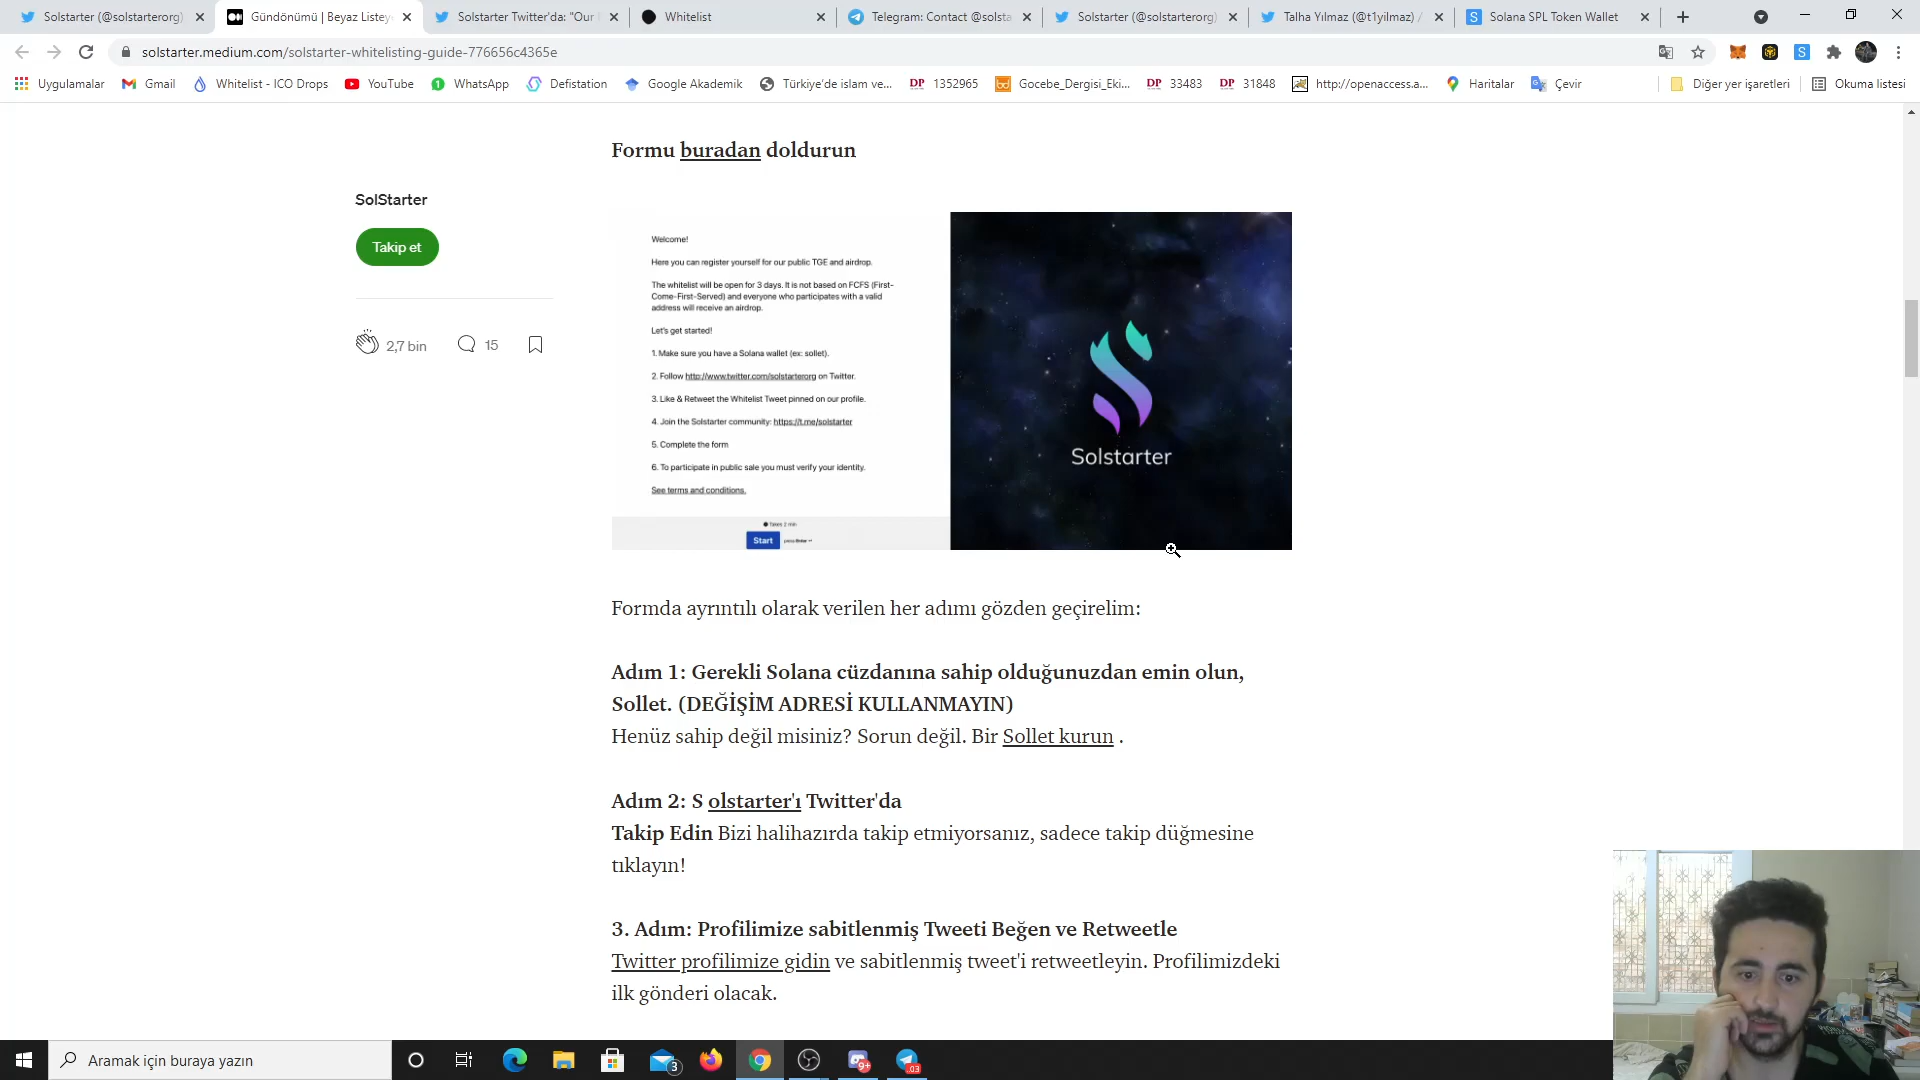 Solstarter (@solstarterorg)
Gündönümü | Beyaz Listey
Solstarter Twitter'da: "Our
Whitelist
Telegram: Contact @solsta
Solstarter (@solstarterorg)
Talha Yılmaz (@t1yilmaz) /
Solana SPL Token Wallet
solstarter.medium.com/solstarter-whitelisting-guide-776656c4365e
Uygulamalar
Gmail
Whitelist - ICO Drops
YouTube
WhatsApp
Defistation
Google Akademik
Türkiye'de islam ve...
DP 1352965
Gocebe_Dergisi_Eki...
DP 33483
DP 31848
http://openaccess.a...
Haritalar
Çevir
Diğer yer işaretleri
Okuma listesi
Formu buradan doldurun
SolStarter
Takip et
2,7 bin
15
Welcome!
Here you can register yourself for our public TGE and airdrop.
The whitelist will be open for 3 days. It is not based on FCFS (First-
Come-First-Served) and everyone who participates with a valid
address will receive an airdrop.
Let's get started!
1. Make sure you have a Solana wallet (ex: sollet).
2. Follow http://www.twitter.com/solstarterorg on Twitter.
3. Like & Retweet the Whitelist Tweet pinned on our profile.
4. Join the Solstarter community: https://t.me/solstarter
5. Complete the form
6. To participate in public sale you must verify your identity.
See terms and conditions.
Takes 2 min
Start
press Enter ↵
Solstarter
Formda ayrıntılı olarak verilen her adımı gözden geçirelim:
Adım 1: Gerekli Solana cüzdanına sahip olduğunuzdan emin olun,
Sollet. (DEĞİŞİM ADRESİ KULLANMAYIN)
Henüz sahip değil misiniz? Sorun değil. Bir Sollet kurun .
Adım 2: S olstarter'ı Twitter'da
Takip Edin Bizi halihazırda takip etmiyorsanız, sadece takip düğmesine
tıklayın!
3. Adım: Profilimize sabitlenmiş Tweeti Beğen ve Retweetle
Twitter profilimize gidin ve sabitlenmiş tweet'i retweetleyin. Profilimizdeki
ilk gönderi olacak.
Aramak için buraya yazın
3
9+
.03